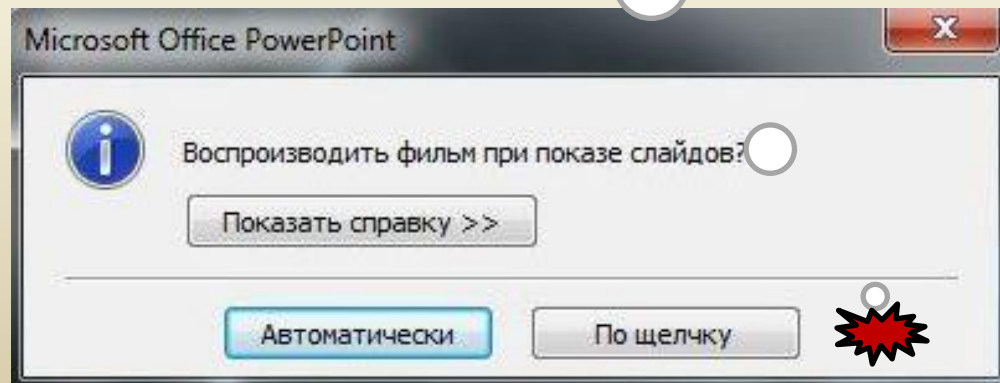 Microsoft Office PowerPoint
Воспроизводить фильм при показе слайдов?
Показать справку >>
Автоматически
По щелчку